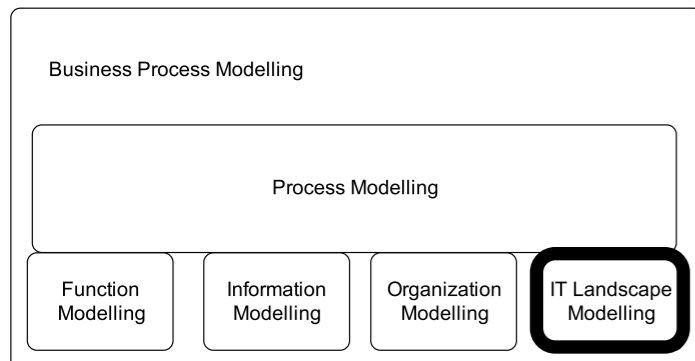 Business Process Modelling
Process Modelling
Function
Modelling
Information
Modelling
Organization
Modelling
IT Landscape
Modelling